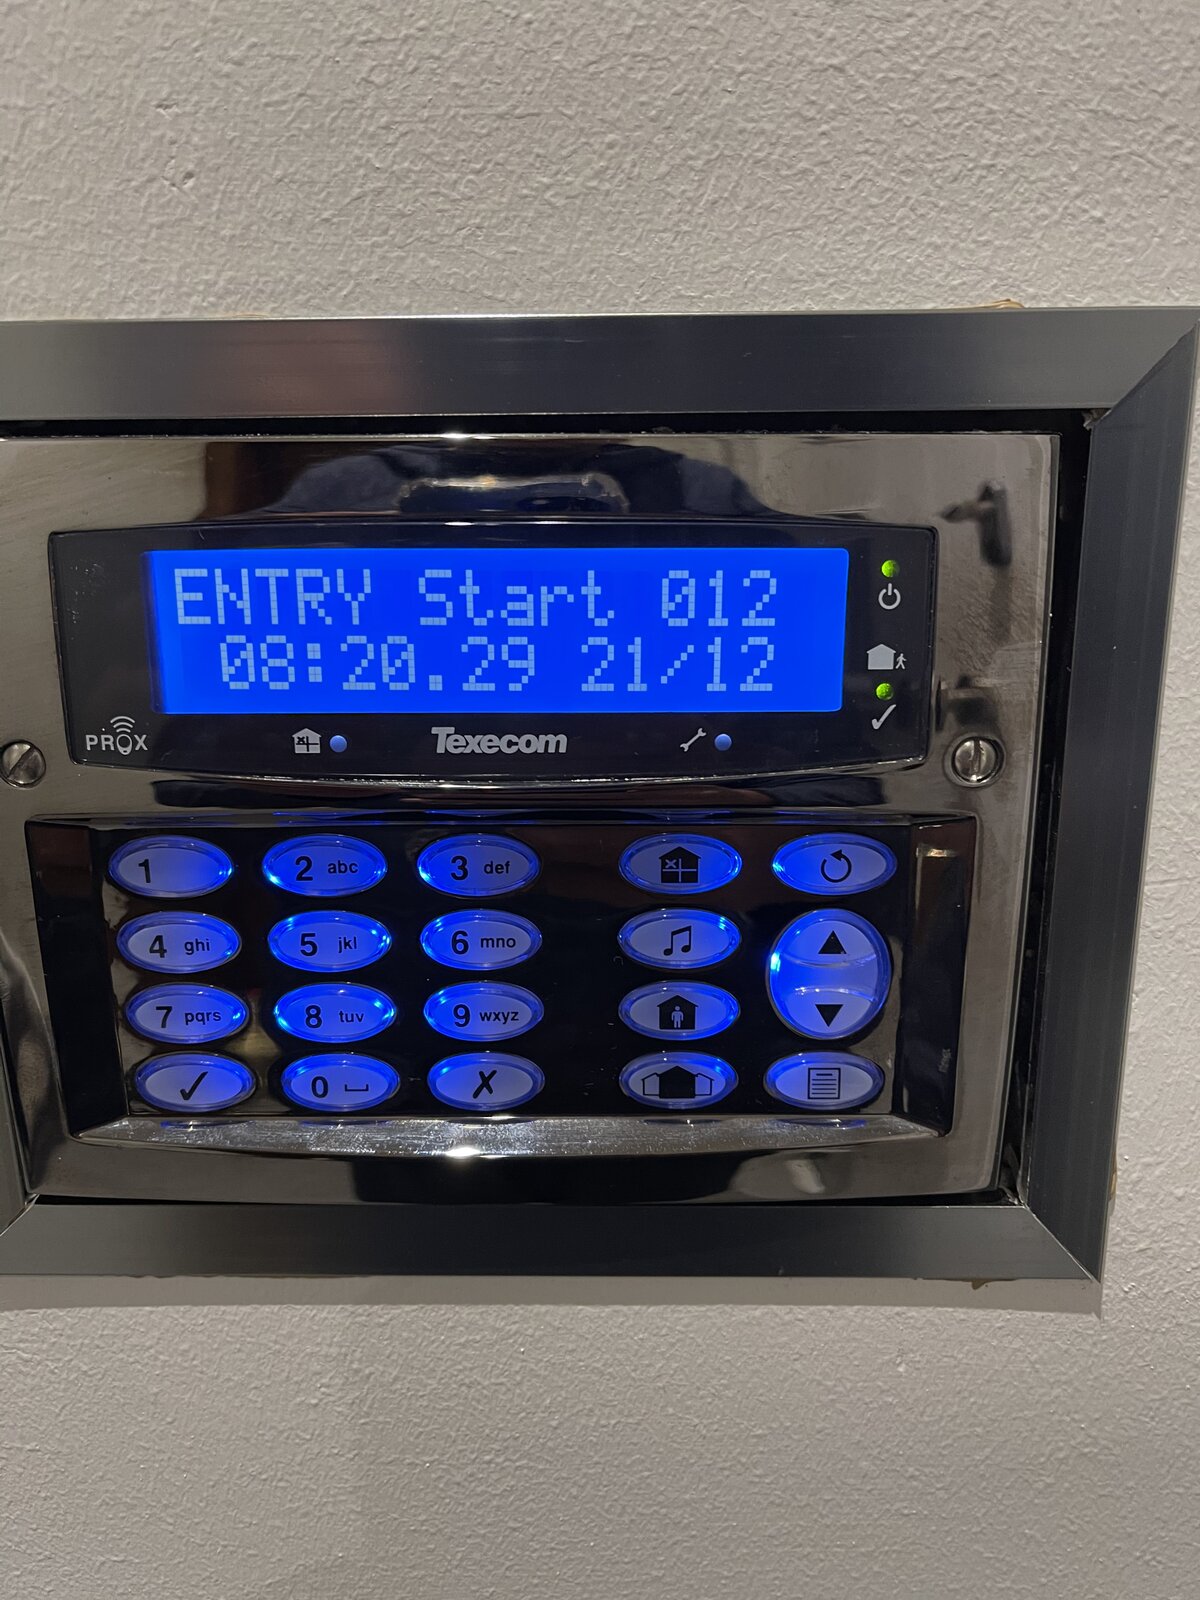 ENTRY Start 012
08:20.29 21/12
PROX
Texecom
1
2 abc
3 def
4 ghi
5 jkl
6 mno
7 pqrs
8 tuv
9 wxyz
0